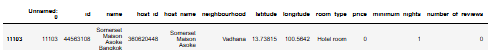 Unnamed: 0 id name host id host name neighbourhood latitude longitude room type price minimum nights number of reviews
11103 11103 44563108 Somerset Maison Asoke Bangkok 360620448 Somerset Maison Asoke Vadhana 13.73815 100.5642 Hotel room 0 1 0